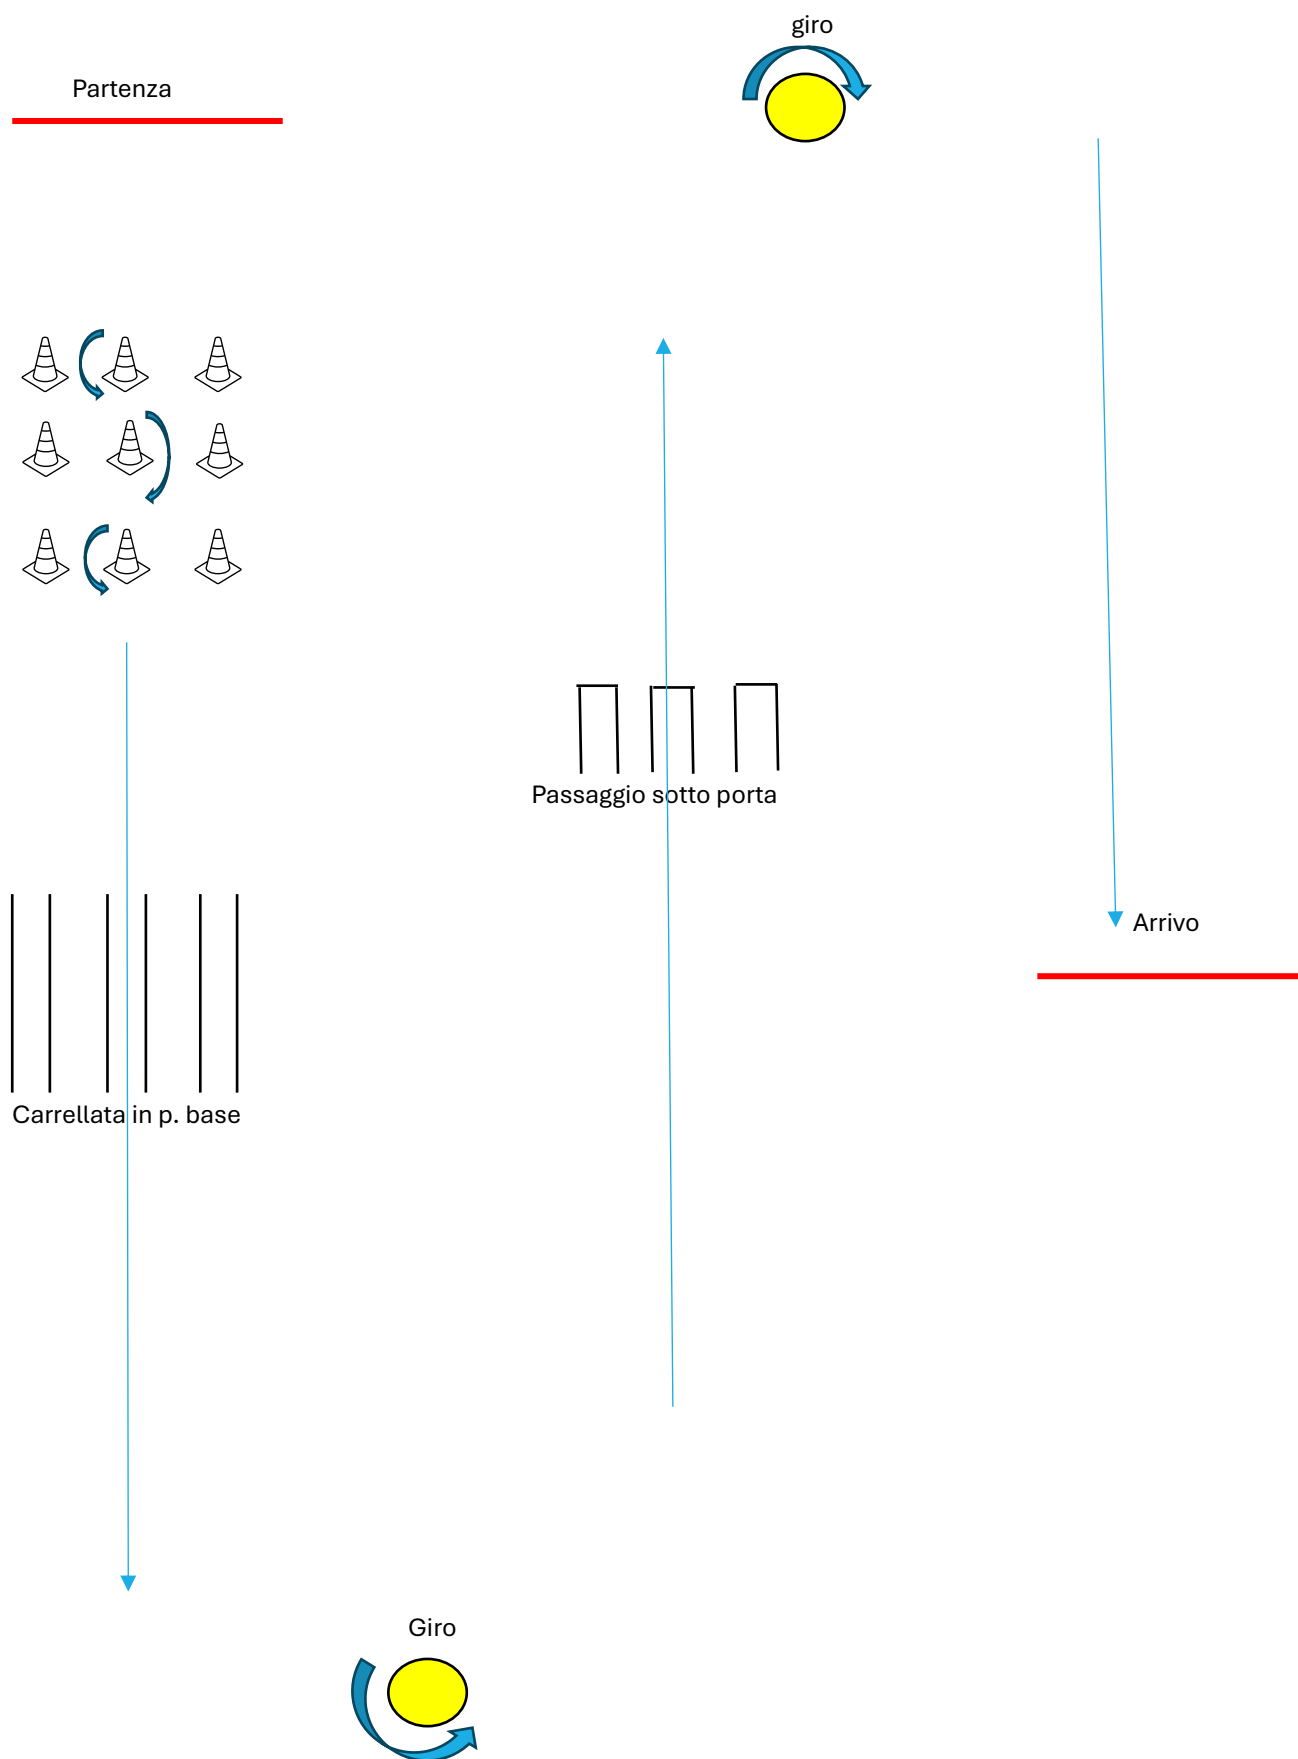 giro
Partenza
Passaggio sotto porta
Arrivo
Carrellata in p. base
Giro